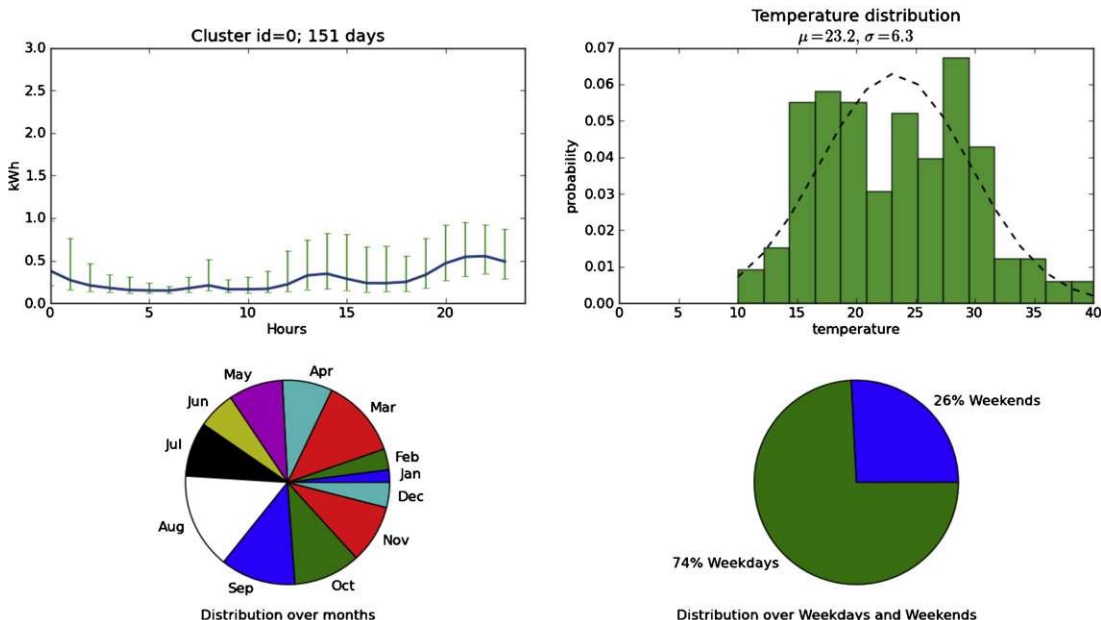 Cluster id=0; 151 days
3.0
2.5
2.0
1.5
1.0
0.5
0.0
kWh
0 5 10 15 20
Hours
Temperature distribution
μ=23.2, σ=6.3
0.07
0.06
0.05
0.04
0.03
0.02
0.01
0.00
probability
0 5 10 15 20 25 30 35 40
temperature
Apr
May
Mar
Jun
Feb
Jul
Jan
Dec
Aug
Nov
Sep
Oct
Distribution over months
26% Weekends
74% Weekdays
Distribution over Weekdays and Weekends